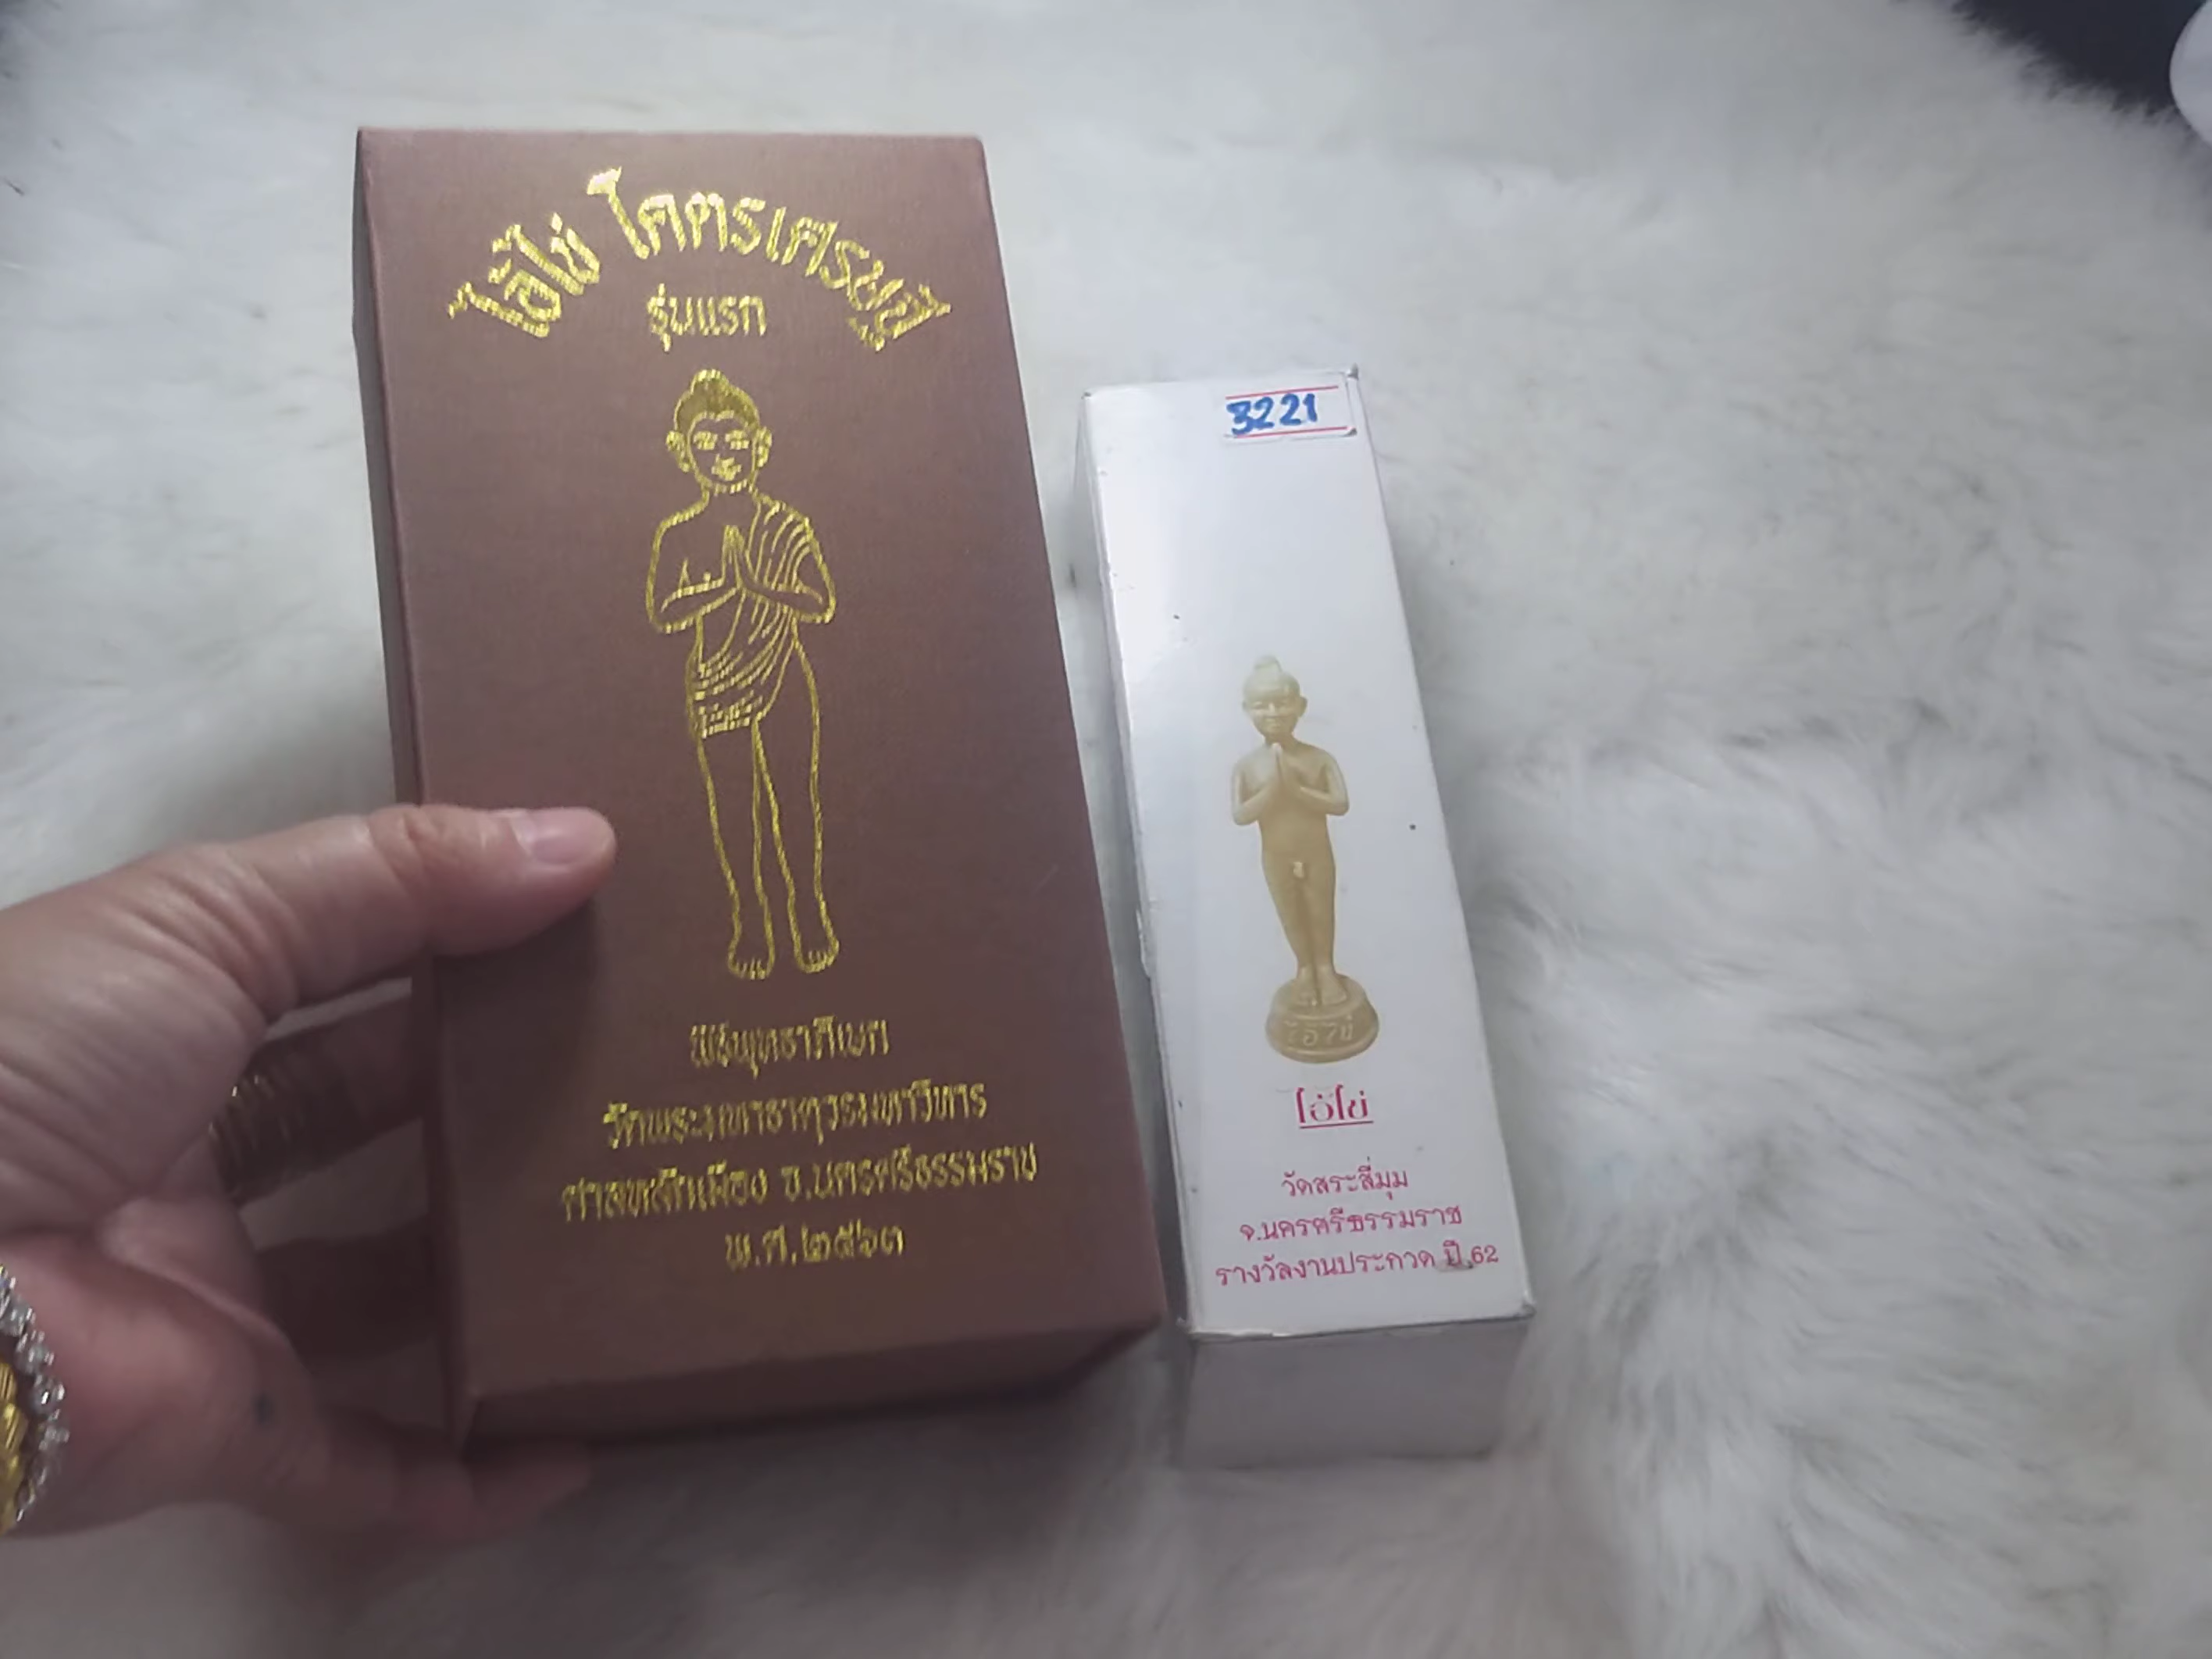 ไอ้ไข่ โคตรเศรษฐี
รุ่นแรก
พิธีพุทธาภิเษก
วัดพระมหาธาตุวรมหาวิหาร
ศาลหลักเมือง จ.นครศรีธรรมราช
พ.ศ.๒๕๖๓
3221
ไอ้ไข่
ไอ้ไข่
วัดสระสี่มุม
จ.นครศรีธรรมราช
รางวัลงานประกวด ปี 62